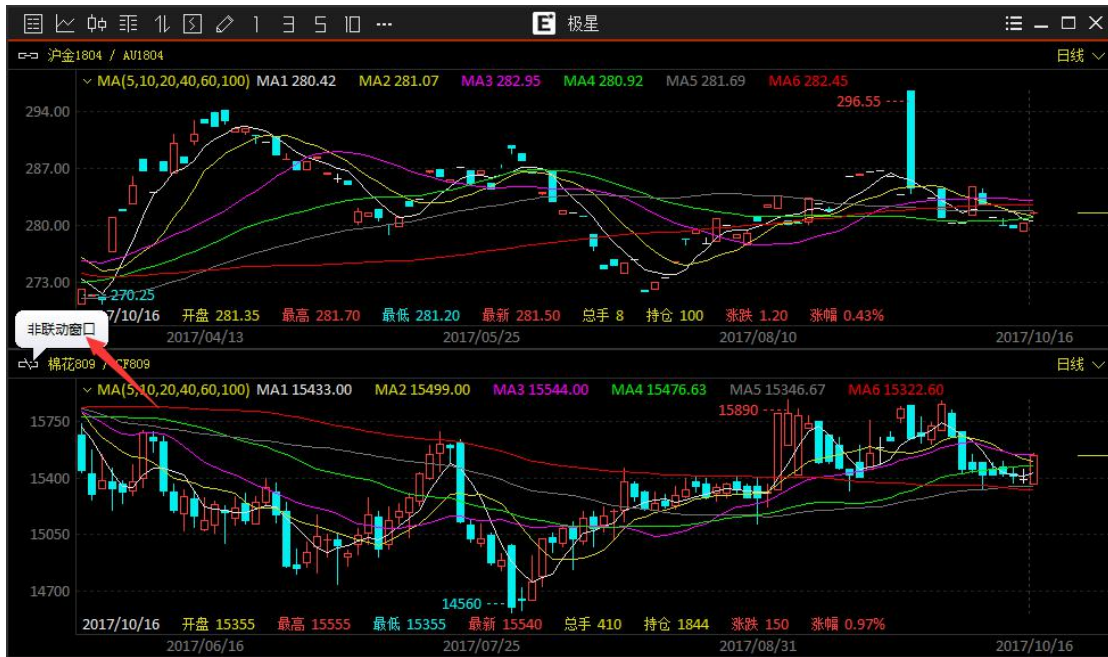 1 3 5 10 ··· E 极星
沪金1804 / AU1804 日线
MA(5,10,20,40,60,100) MA1 280.42 MA2 281.07 MA3 282.95 MA4 280.92 MA5 281.69 MA6 282.45
296.55
294.00
287.00
280.00
273.00
270.25
17/10/16 开盘 281.35 最高 281.70 最低 281.20 最新 281.50 总手 8 持仓 100 涨跌 1.20 涨幅 0.43%
非联动窗口
2017/04/13 2017/05/25 2017/08/10 2017/10/16
棉花809 / CF809 日线
MA(5,10,20,40,60,100) MA1 15433.00 MA2 15499.00 MA3 15544.00 MA4 15476.63 MA5 15346.67 MA6 15322.60
15890
15750
15400
15050
14700
14560
2017/10/16 开盘 15355 最高 15555 最低 15355 最新 15540 总手 410 持仓 1844 涨跌 150 涨幅 0.97%
2017/06/16 2017/07/25 2017/08/31 2017/10/16